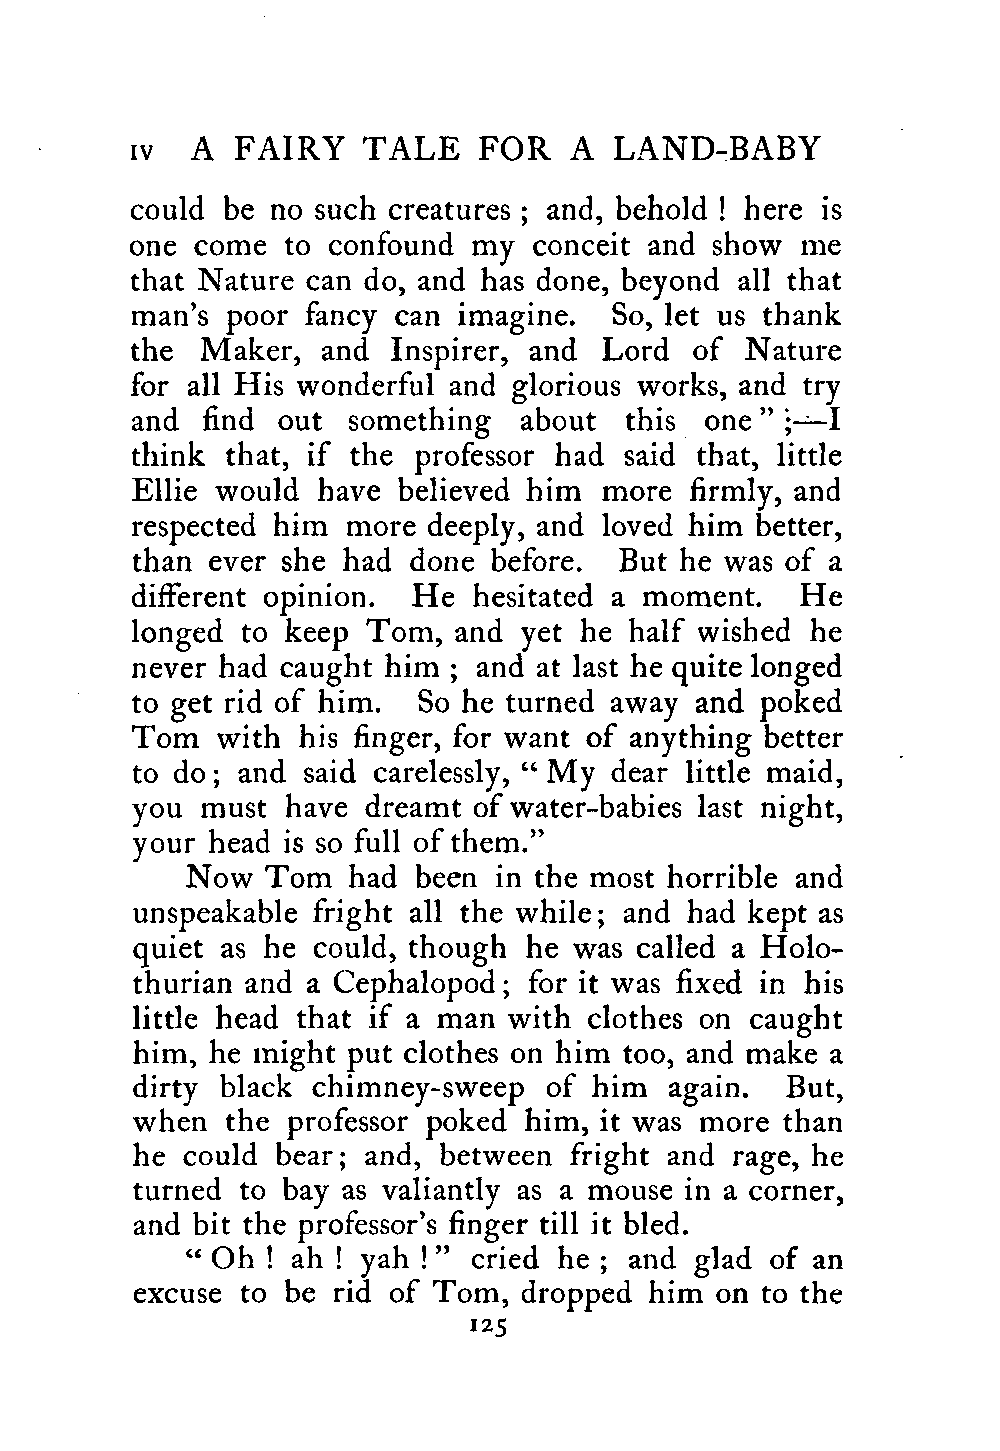 IV A FAIRY TALE FOR A LAND-BABY
could be no such creatures ; and, behold ! here is
one come to confound my conceit and show me
that Nature can do, and has done, beyond all that
man's poor fancy can imagine. So, let us thank
the Maker, and Inspirer, and Lord of Nature
for all His wonderful and glorious works, and try
and find out something about this one" ;—I
think that, if the professor had said that, little
Ellie would have believed him more firmly, and
respected him more deeply, and loved him better,
than ever she had done before. But he was of a
different opinion. He hesitated a moment. He
longed to keep Tom, and yet he half wished he
never had caught him ; and at last he quite longed
to get rid of him. So he turned away and poked
Tom with his finger, for want of anything better
to do ; and said carelessly, "My dear little maid,
you must have dreamt of water-babies last night,
your head is so full of them."
Now Tom had been in the most horrible and
unspeakable fright all the while ; and had kept as
quiet as he could, though he was called a Holo-
thurian and a Cephalopod ; for it was fixed in his
little head that if a man with clothes on caught
him, he might put clothes on him too, and make a
dirty black chimney-sweep of him again. But,
when the professor poked him, it was more than
he could bear ; and, between fright and rage, he
turned to bay as valiantly as a mouse in a corner,
and bit the professor's finger till it bled.
"Oh ! ah ! yah !" cried he ; and glad of an
excuse to be rid of Tom, dropped him on to the
125